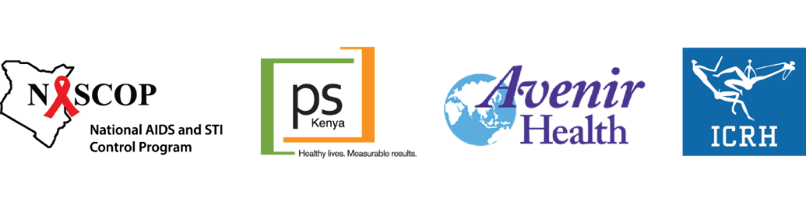 NASCOP
National AIDS and STI
Control Program
ps
Kenya
Healthy lives. Measurable results.
Avenir
Health
ICRH